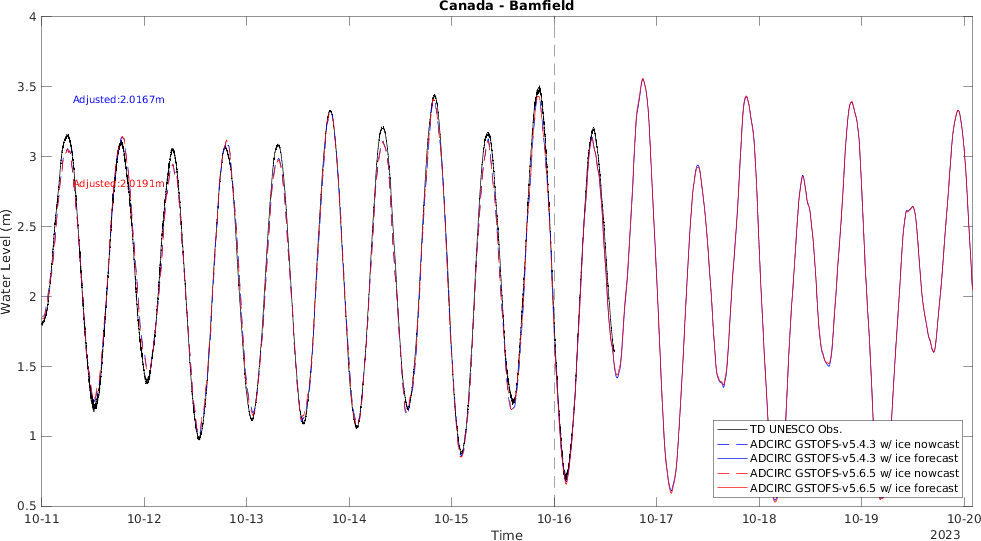 Canada - Bamfield
4
3.5
3
2.5
2
1.5
1
0.5
Water Level (m)
Adjusted:2.0167m
Adjusted:2.0191m
TD UNESCO Obs.
ADCIRC GSTOFS-v5.4.3 w/ ice nowcast
ADCIRC GSTOFS-v5.4.3 w/ ice forecast
ADCIRC GSTOFS-v5.6.5 w/ ice nowcast
ADCIRC GSTOFS-v5.6.5 w/ ice forecast
10-11 10-12 10-13 10-14 10-15 10-16 10-17 10-18 10-19 10-20
Time
2023